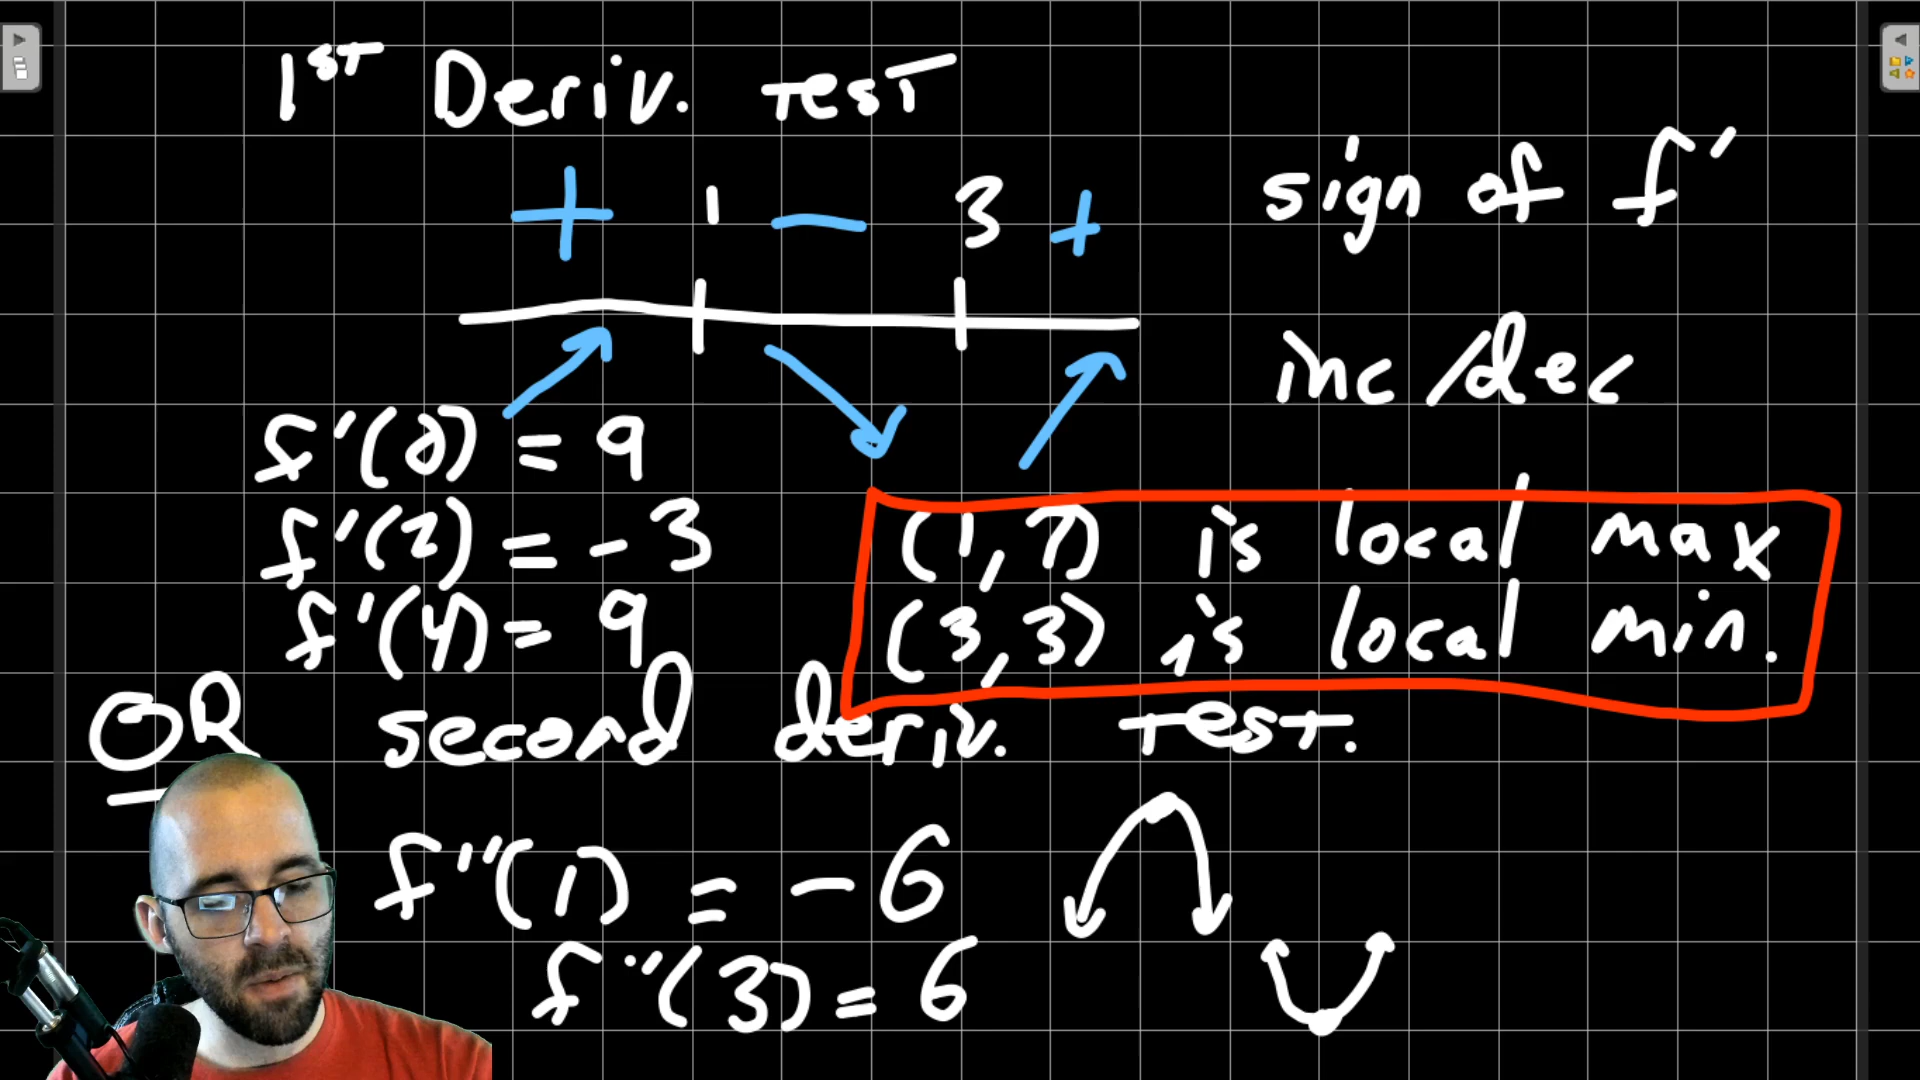 1st Deriv. Test
+ 1 - 3 +
sign of f'
inc/dec
f'(0) = 9
f'(2) = -3
f'(4) = 9
(1, 7) is local max
(3, 3) is local min.
OR second deriv. Test.
f''(1) = -6
f''(3) = 6